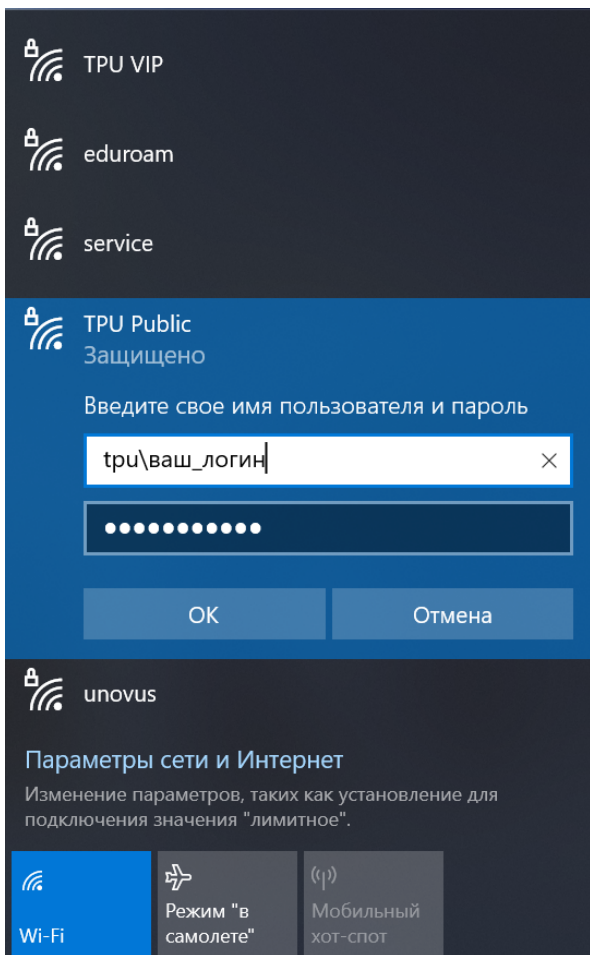 TPU VIP
eduroam
service
TPU Public
Защищено
Введите свое имя пользователя и пароль
tpu\ваш_логин
ОК
Отмена
unovus
Параметры сети и Интернет
Изменение параметров, таких как установление для
подключения значения "лимитное".
Wi-Fi
Режим "в
самолете"
Мобильный
хот-спот